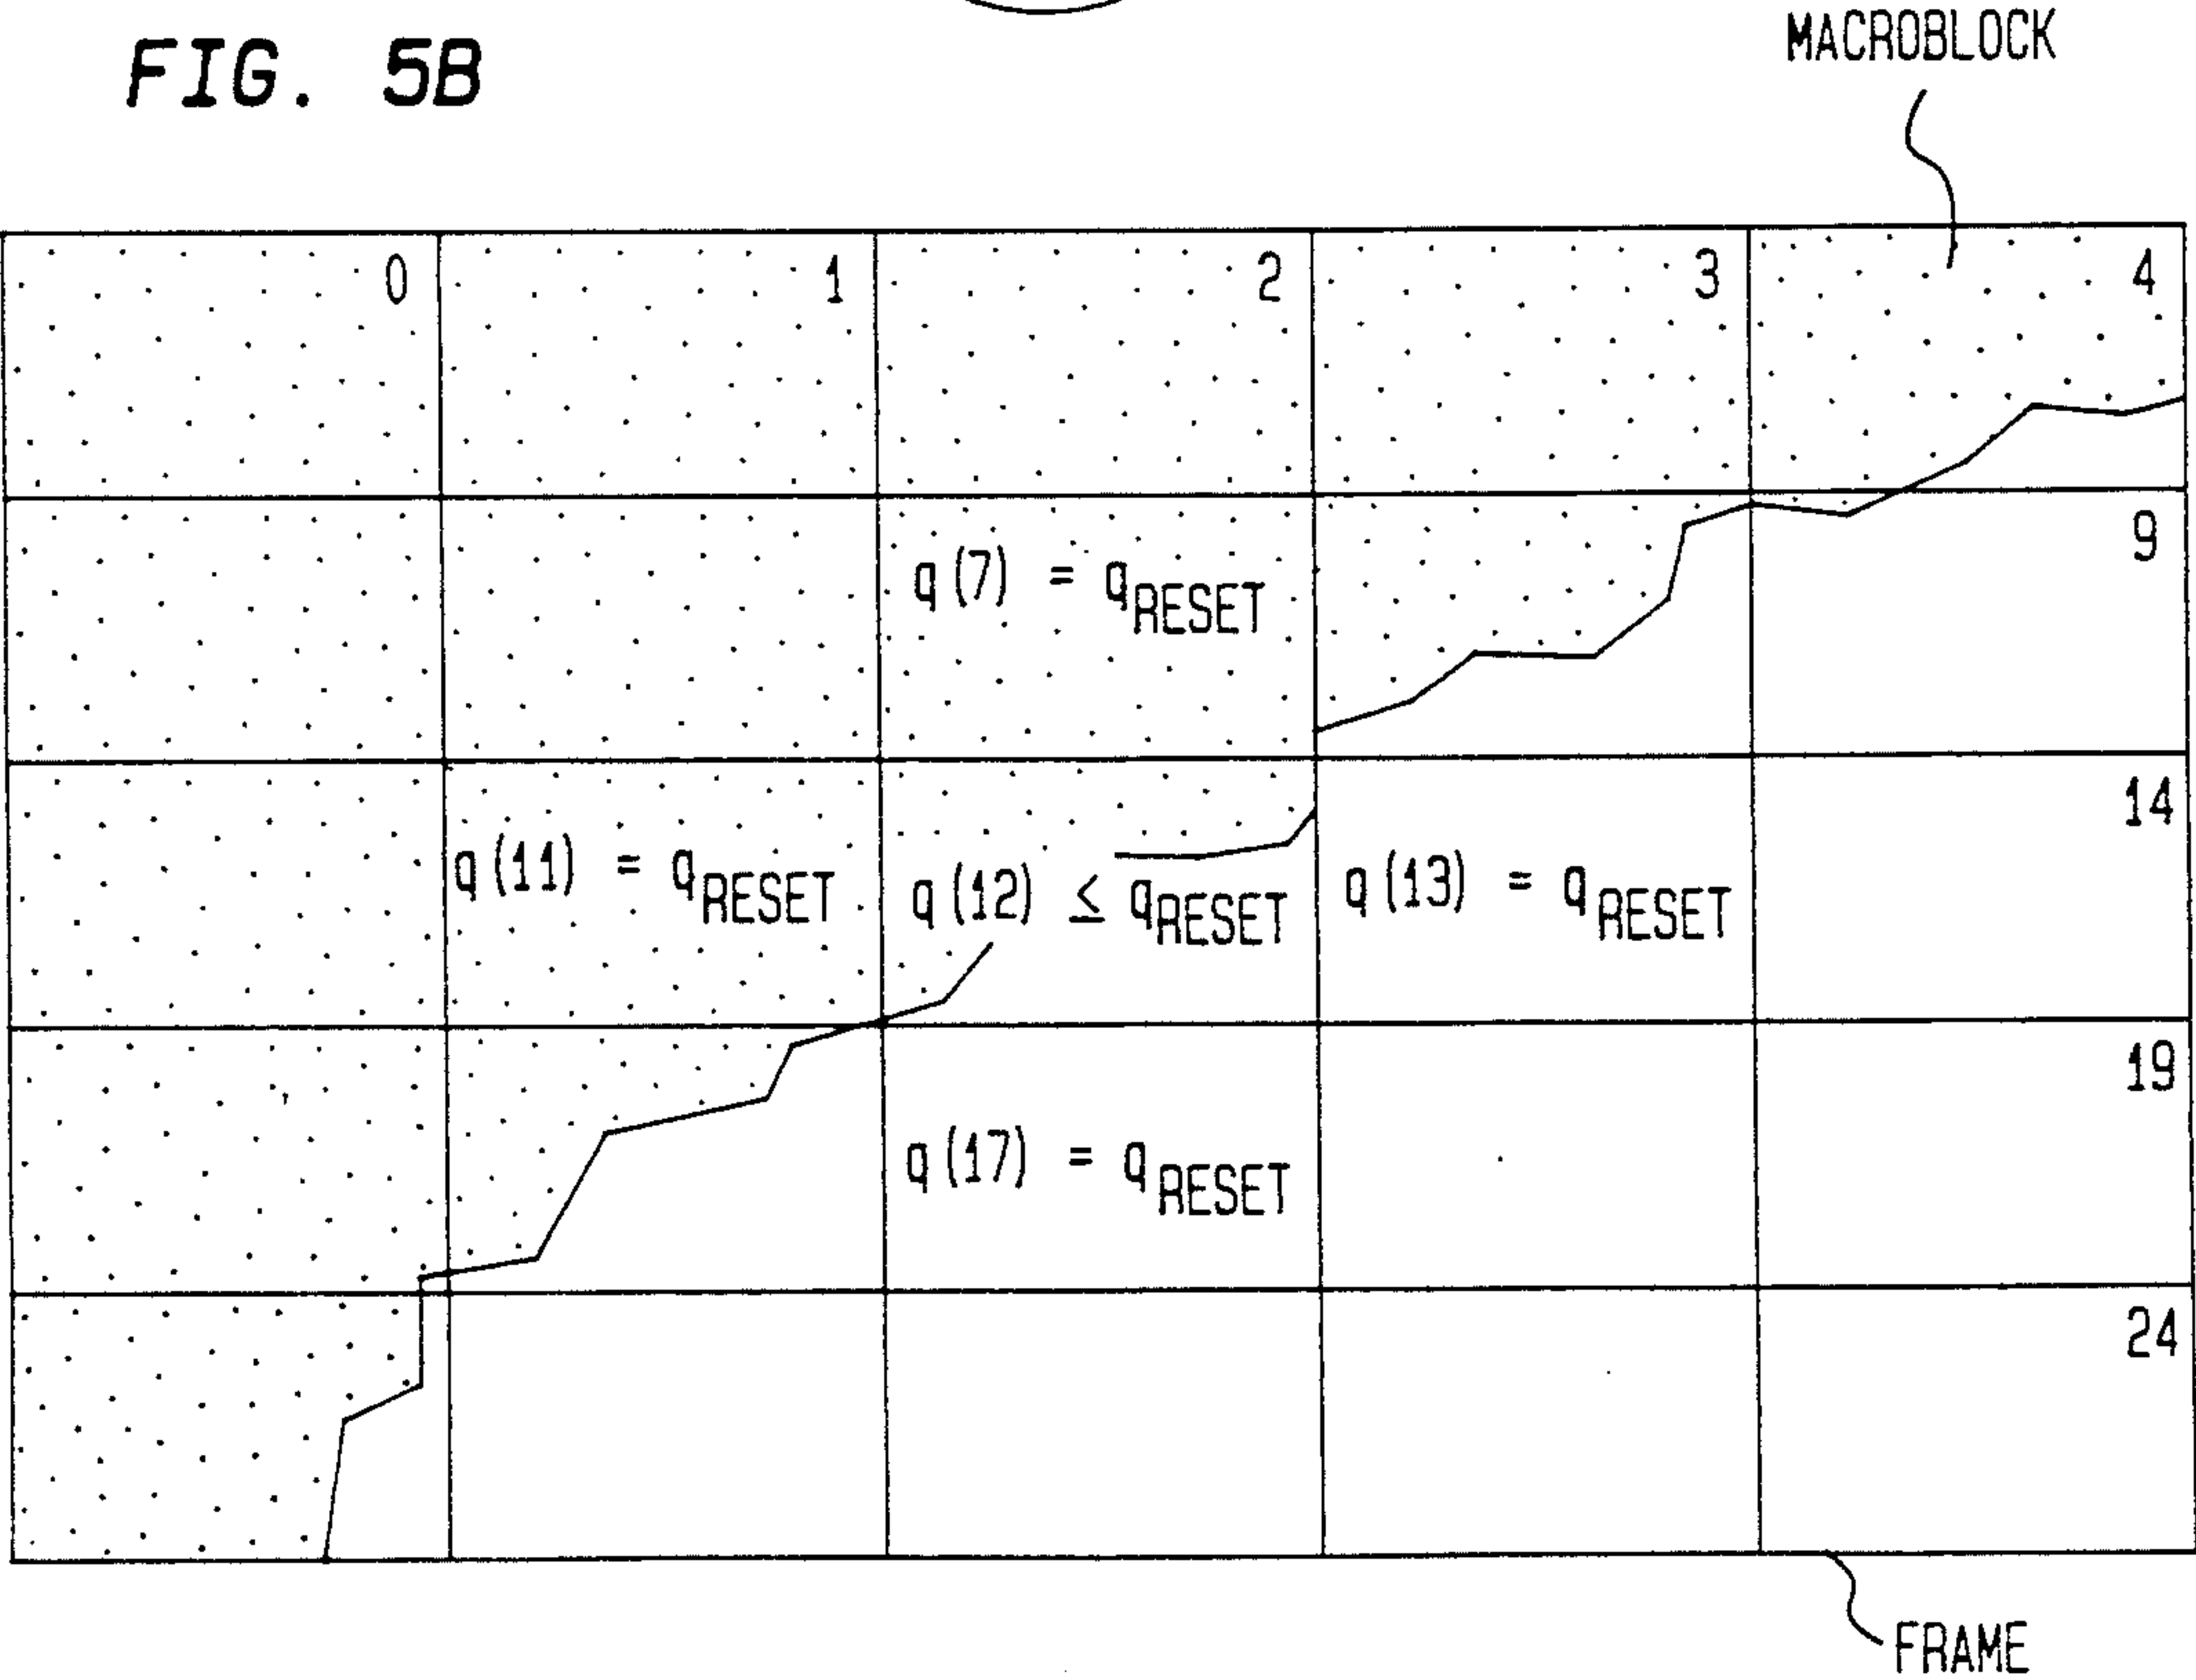 FIG. 5B
MACROBLOCK
0 1 2 3 4
9
q(7) = qRESET
14
q(11) = qRESET q(12) ≤ qRESET q(13) = qRESET
19
q(17) = qRESET
24
FRAME